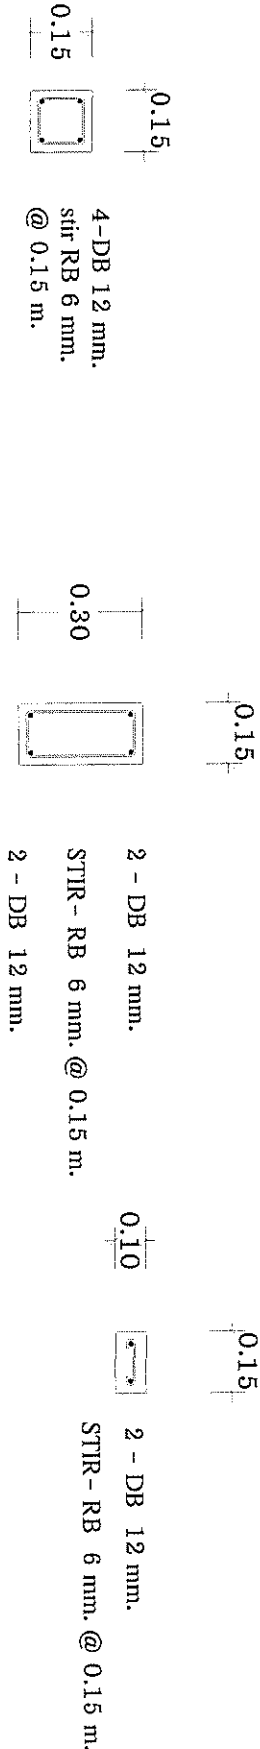 0.15
0.15
4-DB 12 mm.
stir RB 6 mm.
@ 0.15 m.
0.15
0.30
2 - DB 12 mm.
STIR- RB 6 mm. @ 0.15 m.
2 - DB 12 mm.
0.15
0.10
2 - DB 12 mm.
STIR- RB 6 mm. @ 0.15 m.